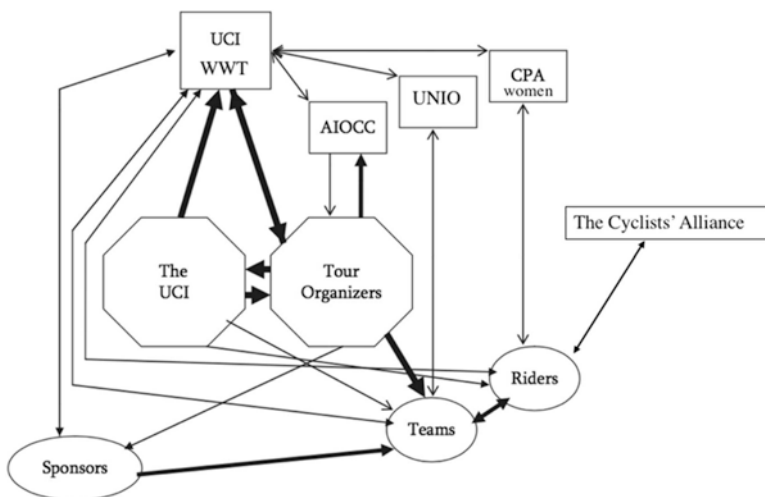 UCI
WWT
CPA
women
UNIO
AIOCC
The Cyclists' Alliance
The
UCI
Tour
Organizers
Riders
Teams
Sponsors